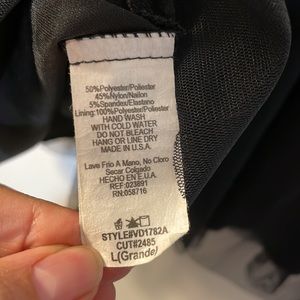 50%Polyester/Poliester
45%Nylon/Nailon
5%Spandex/Elastano
Lining:100%Polyester/Poliester
HAND WASH
WITH COLD WATER
DO NOT BLEACH
HANG OR LINE DRY
MADE IN U.S.A.
Lave Frio A Mano, No Cloro
Secar Colgado
HECHO EN E.U.A.
REF:023891
RN:058716
STYLE#VD1782A
CUT#2485
L(Grande)